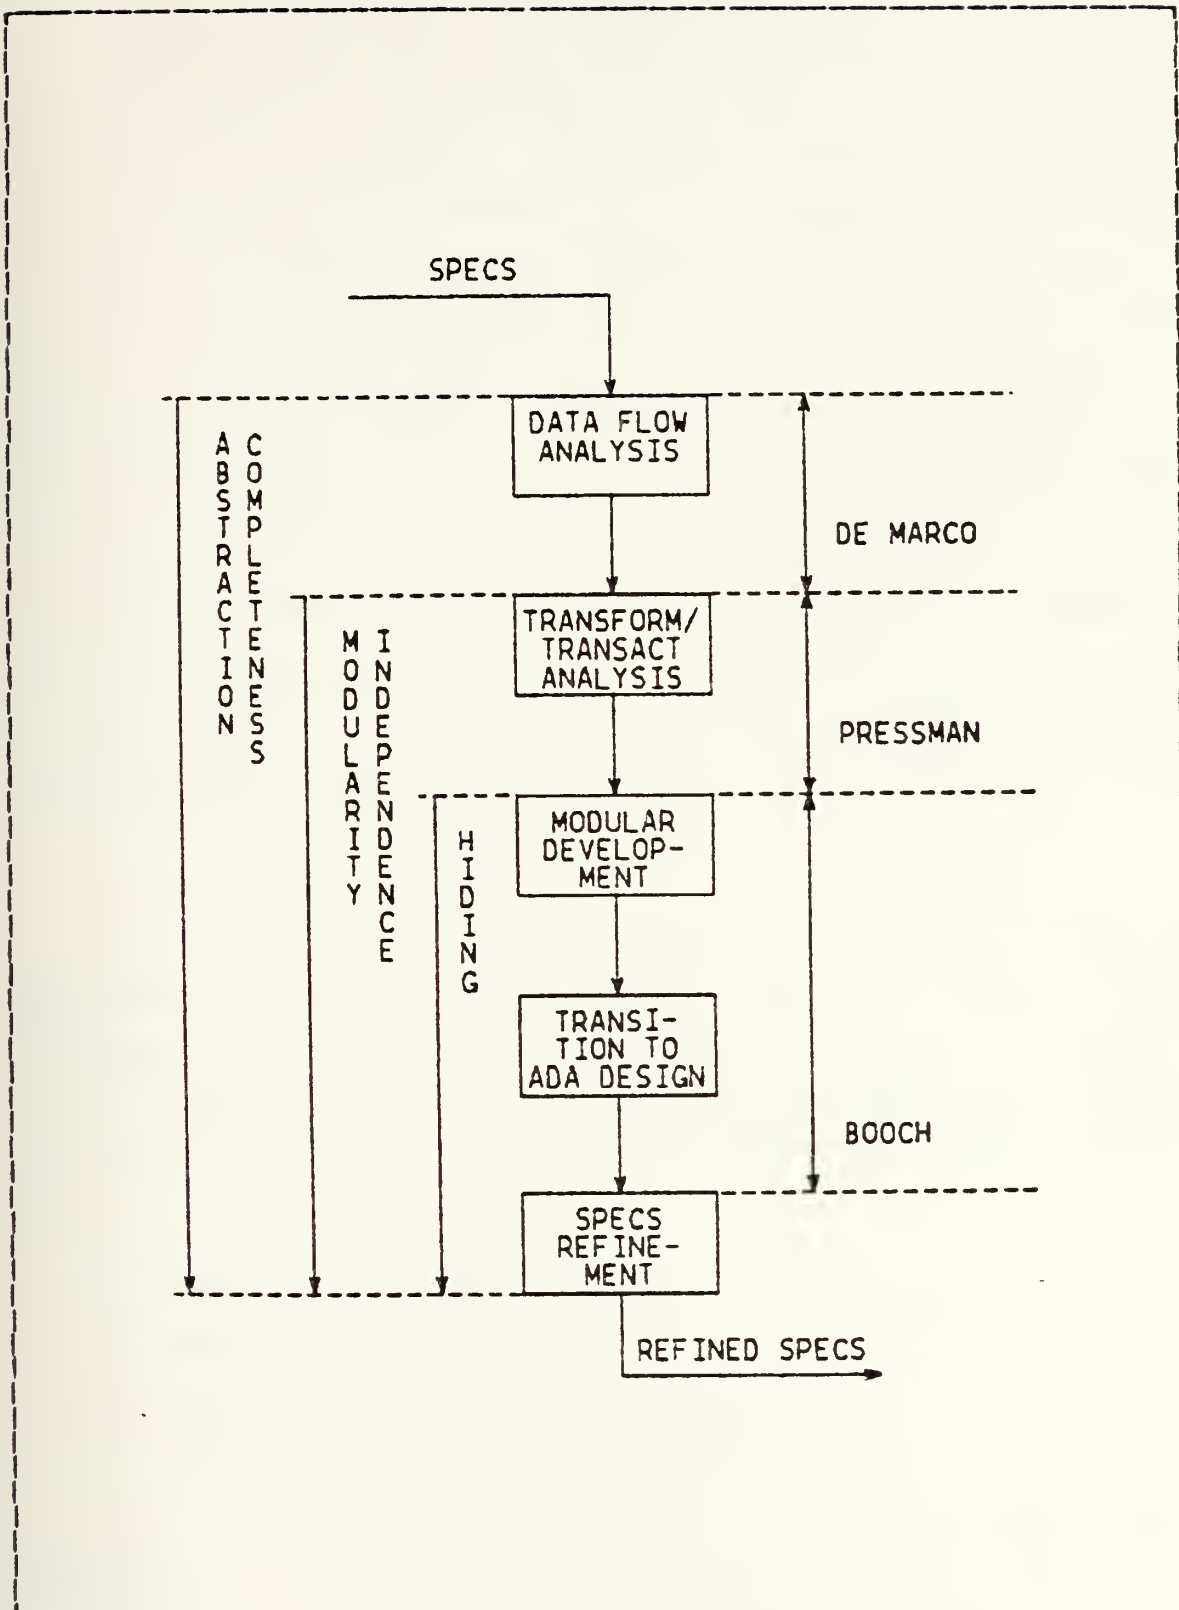 SPECS
DATA FLOW
ANALYSIS
ABSTRACTION
COMPLETENESS
DE MARCO
TRANSFORM/
TRANSACT
ANALYSIS
MODULARITY
INDEPENDENCE
PRESSMAN
MODULAR
DEVELOP-
MENT
HIDING
TRANSI-
TION TO
ADA DESIGN
BOOCH
SPECS
REFINE-
MENT
REFINED SPECS